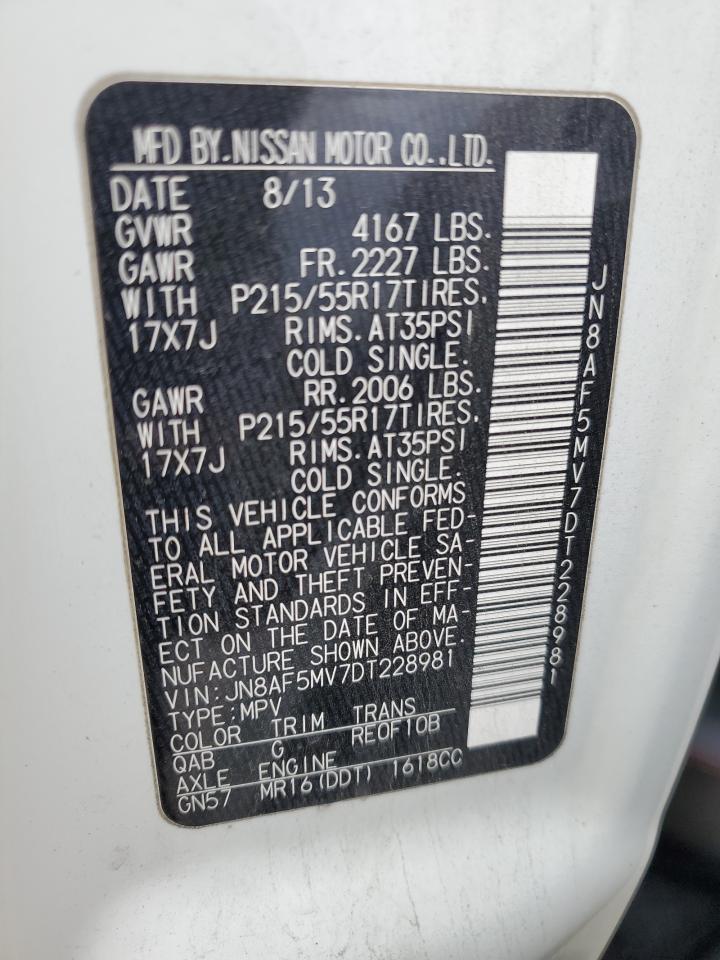 MFD BY. NISSAN MOTOR CO., LTD.
DATE 8/13
GVWR 4167 LBS.
GAWR FR. 2227 LBS.
WITH P215/55R17TIRES.
17X7J RIMS. AT35PSI
COLD SINGLE.
GAWR RR. 2006 LBS.
WITH P215/55R17TIRES.
17X7J RIMS. AT35PSI
COLD SINGLE.
THIS VEHICLE CONFORMS
TO ALL APPLICABLE FED-
ERAL MOTOR VEHICLE SA-
FETY AND THEFT PREVEN-
TION STANDARDS IN EFF-
ECT ON THE DATE OF MA-
NUFACTURE SHOWN ABOVE.
VIN:JN8AF5MV7DT228981
TYPE:MPV
COLOR TRIM TRANS
QAB G RE0F10B
AXLE ENGINE
GN57 MR16(DDT) 1618CC
JN8AF5MV7DT228981